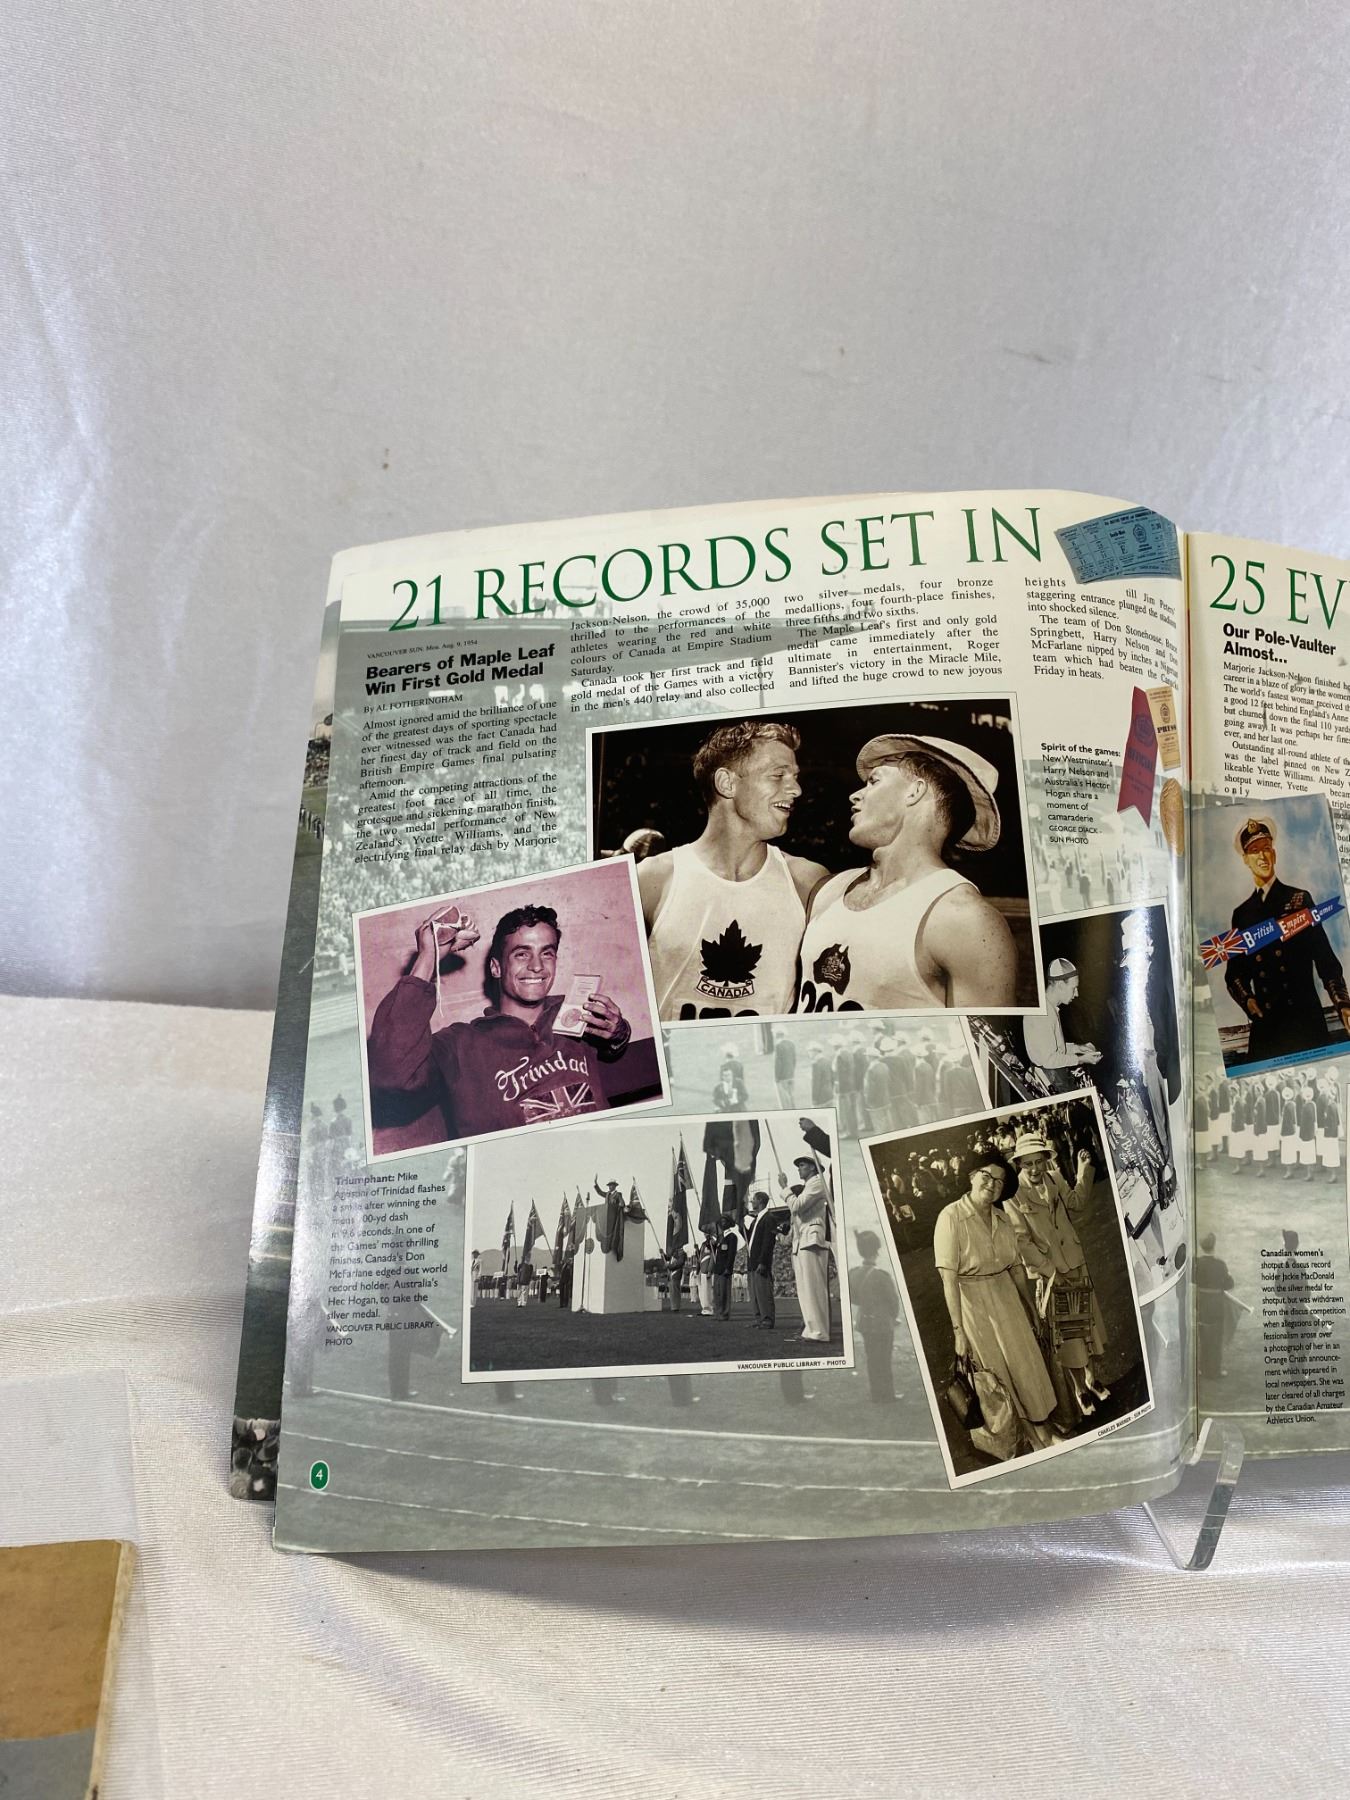 21 RECORDS SET IN
VANCOUVER SUN, Mon. Aug. 9, 1954
Bearers of Maple Leaf
Win First Gold Medal
By AL FOTHERINGHAM
Almost ignored amid the brilliance of one
of the greatest days of sporting spectacle
ever witnessed was the fact Canada had
her finest day of track and field on the
British Empire Games final pulsating
afternoon.
Amid the competing attractions of the
greatest foot race of all time, the
grotesque and sickening marathon finish,
the two medal performance of New
Zealand's Yvette Williams, and the
electrifying final relay dash by Marjorie
Jackson-Nelson, the crowd of 35,000
thrilled to the performances of the
athletes wearing the red and white
colours of Canada at Empire Stadium
Saturday.
Canada took her first track and field
gold medal of the Games with a victory
in the men's 440 relay and also collected
two silver medals, four bronze
medallions, four fourth-place finishes,
three fifths and two sixths.
The Maple Leaf's first and only gold
medal came immediately after the
ultimate in entertainment, Roger
Bannister's victory in the Miracle Mile,
and lifted the huge crowd to new joyous
heights till Jim Peters'
staggering entrance plunged the stadium
into shocked silence.
The team of Don Stonehouse, Bruce
Springbett, Harry Nelson and Don
McFarlane nipped by inches a Nigerian
team which had beaten the
Friday in heats.
Spirit of the games:
New Westminster's
Harry Nelson and
Australia's Hector
Hogan share a
moment of
camaraderie
GEORGE DIACK -
SUN PHOTO
OFFICIAL
PRESS
CANADA
Trinidad
Triumphant: Mike
Agostini of Trinidad flashes
a smile after winning the
mens 100-yd dash
in 9.6 seconds. In one of
the Games' most thrilling
finishes, Canada's Don
McFarlane edged out world
record holder, Australia's
Hec Hogan, to take the
silver medal.
VANCOUVER PUBLIC LIBRARY -
PHOTO
VANCOUVER PUBLIC LIBRARY - PHOTO
CHARLES WARNER - SUN PHOTO
4
25 EV
Our Pole-Vaulter
Almost...
Marjorie Jackson-Nelson finished
career in a blaze of glory in the
The world's fastest woman received
a good 12 feet behind England's Anne
but churned down the final 110
going away. It was perhaps her
ever, and her last one.
Outstanding all-round athlete of
was the label pinned on New
likeable Yvette Williams. Already
shotput winner, Yvette
only
British Empire Games
Canadian women's
shotput & discus record
holder Jackie MacDonald
won the silver medal for
shotput, but was withdrawn
from the discus competition
when allegations of pro-
fessionalism arose over
a photograph of her in an
Orange Crush announce-
ment which appeared in
local newspapers. She was
later cleared of all charges
by the Canadian Amateur
Athletics Union.